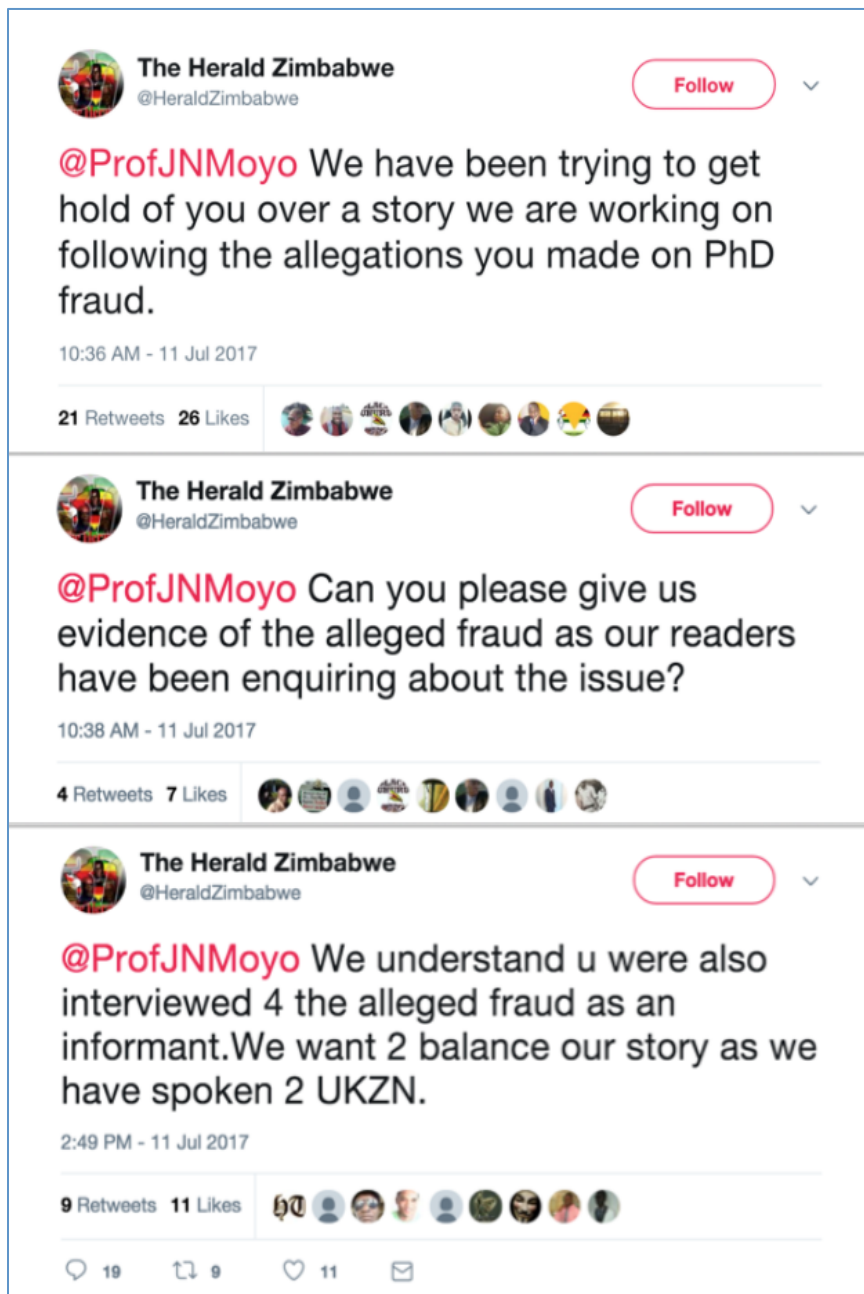 The Herald Zimbabwe
@HeraldZimbabwe
Follow
@ProfJNMoyo We have been trying to get
hold of you over a story we are working on
following the allegations you made on PhD
fraud.
10:36 AM - 11 Jul 2017
21 Retweets 26 Likes
The Herald Zimbabwe
@HeraldZimbabwe
Follow
@ProfJNMoyo Can you please give us
evidence of the alleged fraud as our readers
have been enquiring about the issue?
10:38 AM - 11 Jul 2017
4 Retweets 7 Likes
The Herald Zimbabwe
@HeraldZimbabwe
Follow
@ProfJNMoyo We understand u were also
interviewed 4 the alleged fraud as an
informant.We want 2 balance our story as we
have spoken 2 UKZN.
2:49 PM - 11 Jul 2017
9 Retweets 11 Likes
19 9 11